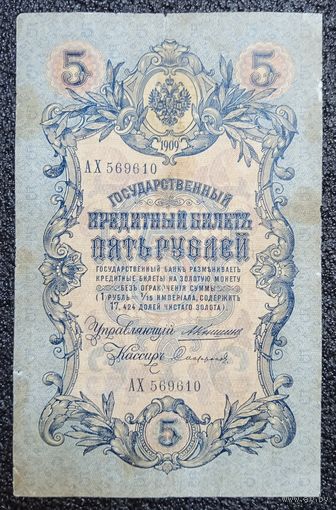 5 5
1909
АХ 569610
ГОСУДАРСТВЕННЫЙ
КРЕДИТНЫЙ БИЛЕТЪ
ПЯТЬ РУБЛЕЙ
ГОСУДАРСТВЕННЫЙ БАНКЪ РАЗМѢНИВАЕТЪ
КРЕДИТНЫЕ БИЛЕТЫ НА ЗОЛОТУЮ МОНЕТУ
БЕЗЪ ОГРАНИЧЕНІЯ СУММЫ
(1 РУБЛЬ = 1/15 ИМПЕРІАЛА, СОДЕРЖИТЪ
17,424 ДОЛЕЙ ЧИСТАГО ЗОЛОТА).
Управляющій
Кассиръ
АХ 569610
5